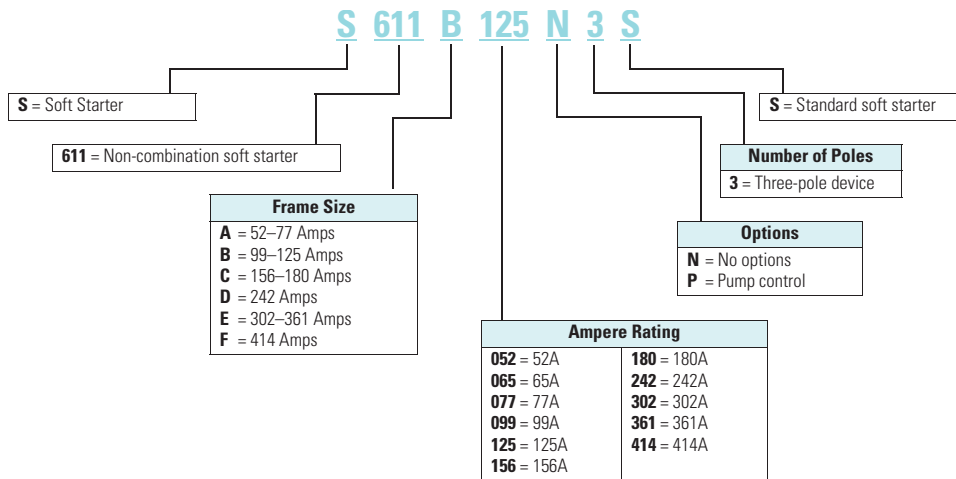 S 611 B 125 N 3 S
S = Soft Starter
S = Standard soft starter
611 = Non-combination soft starter
Number of Poles
3 = Three-pole device
Frame Size
A = 52–77 Amps
B = 99–125 Amps
C = 156–180 Amps
D = 242 Amps
E = 302–361 Amps
F = 414 Amps
Options
N = No options
P = Pump control
Ampere Rating
052 = 52A
065 = 65A
077 = 77A
099 = 99A
125 = 125A
156 = 156A
180 = 180A
242 = 242A
302 = 302A
361 = 361A
414 = 414A